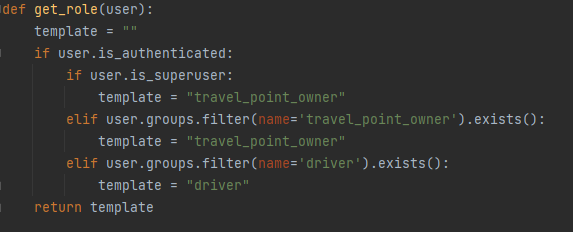 def get_role(user):
    template = ""
    if user.is_authenticated:
        if user.is_superuser:
            template = "travel_point_owner"
        elif user.groups.filter(name='travel_point_owner').exists():
            template = "travel_point_owner"
        elif user.groups.filter(name='driver').exists():
            template = "driver"
    return template